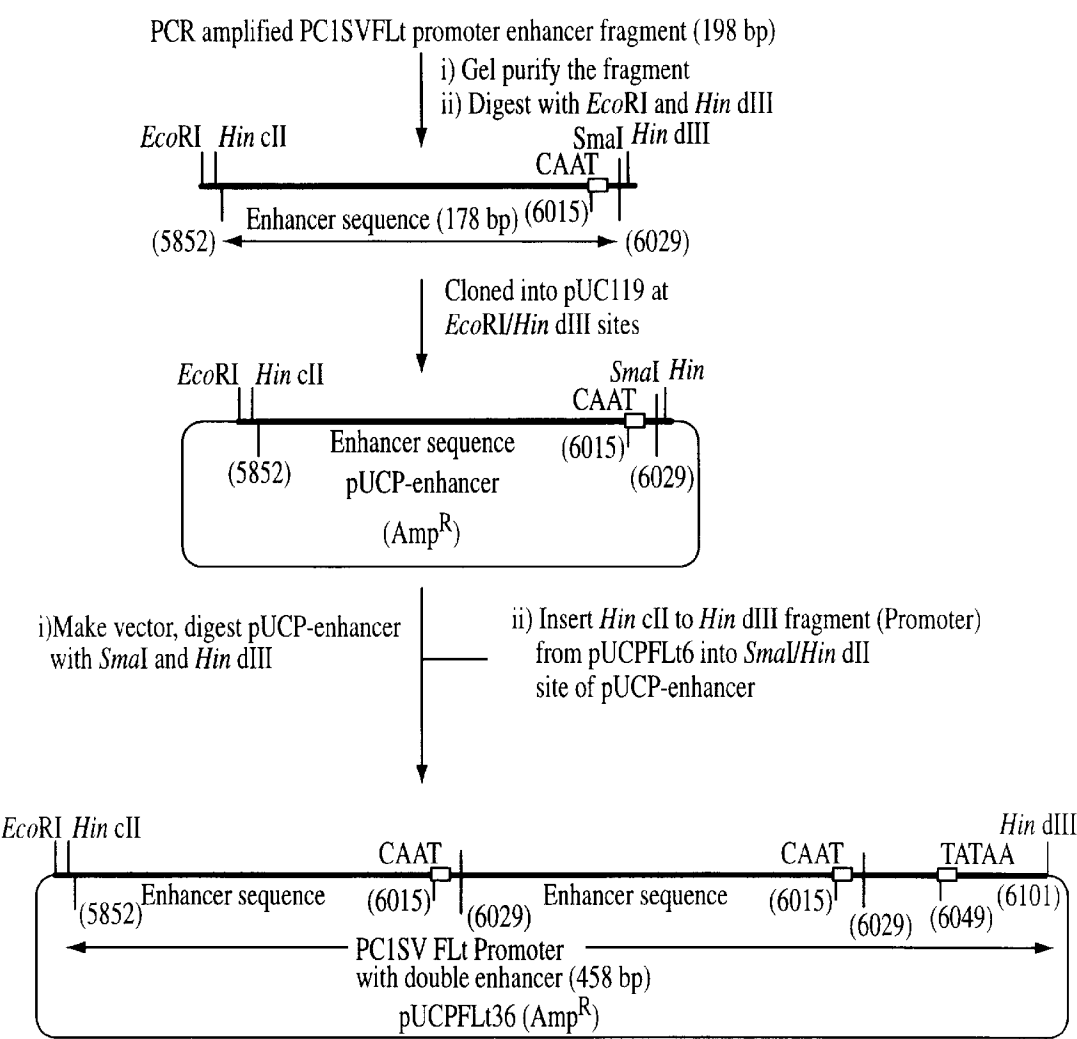 PCR amplified PC1SVFLt promoter enhancer fragment (198 bp)
i) Gel purify the fragment
ii) Digest with EcoRI and Hin dIII
EcoRI Hin cII
SmaI Hin dIII
CAAT
Enhancer sequence (178 bp) (6015)
(5852) (6029)
Cloned into pUC119 at
EcoRI/Hin dIII sites
EcoRI Hin cII
SmaI Hin
CAAT
Enhancer sequence (6015)
(5852) (6029)
pUCP-enhancer
(AmpR)
i)Make vector, digest pUCP-enhancer
with SmaI and Hin dIII
ii) Insert Hin cII to Hin dIII fragment (Promoter)
from pUCPFLt6 into SmaI/Hin dII
site of pUCP-enhancer
EcoRI Hin cII
Hin dIII
CAAT CAAT TATAA
(5852) Enhancer sequence (6015) (6029) Enhancer sequence (6015) (6029) (6049) (6101)
PC1SV FLt Promoter
with double enhancer (458 bp)
pUCPFLt36 (AmpR)